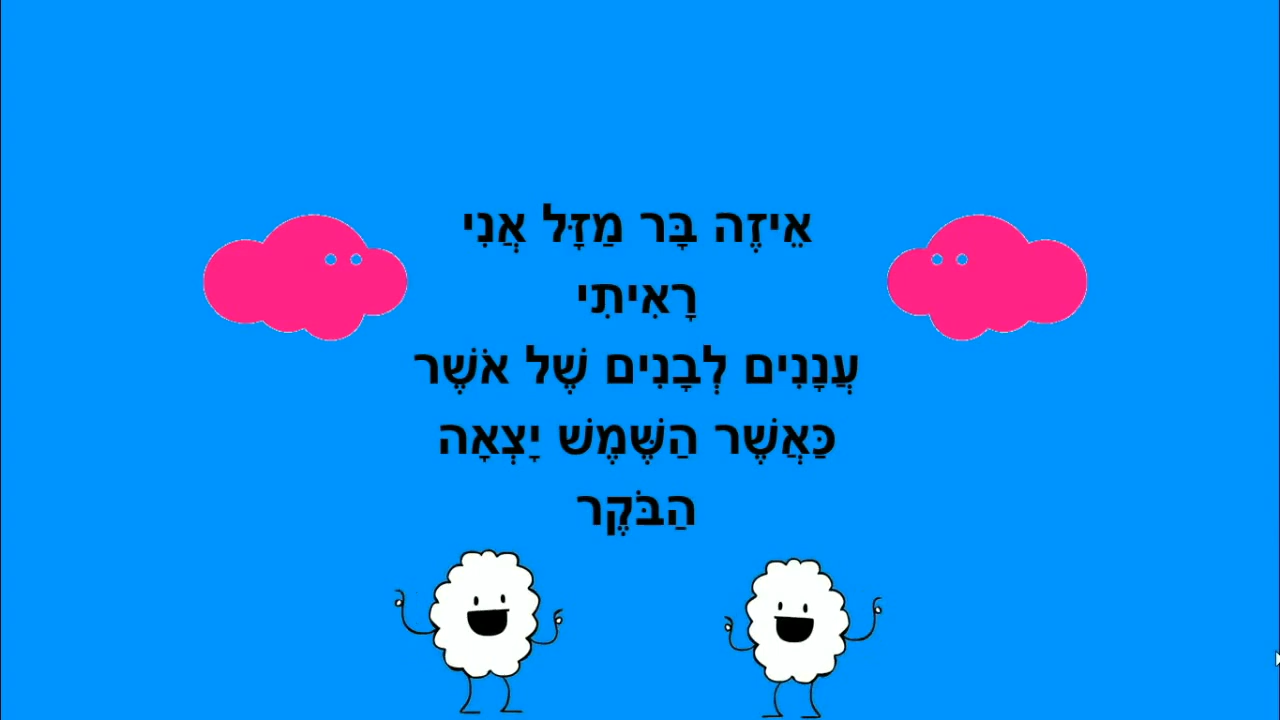 אֵיזֶה בָּר מַזָּל אֲנִי
רָאִיתִי
עֲנָנִים לְבָנִים שֶׁל אֹשֶׁר
כַּאֲשֶׁר הַשֶּׁמֶשׁ יָצְאָה
הַבֹּקֶר